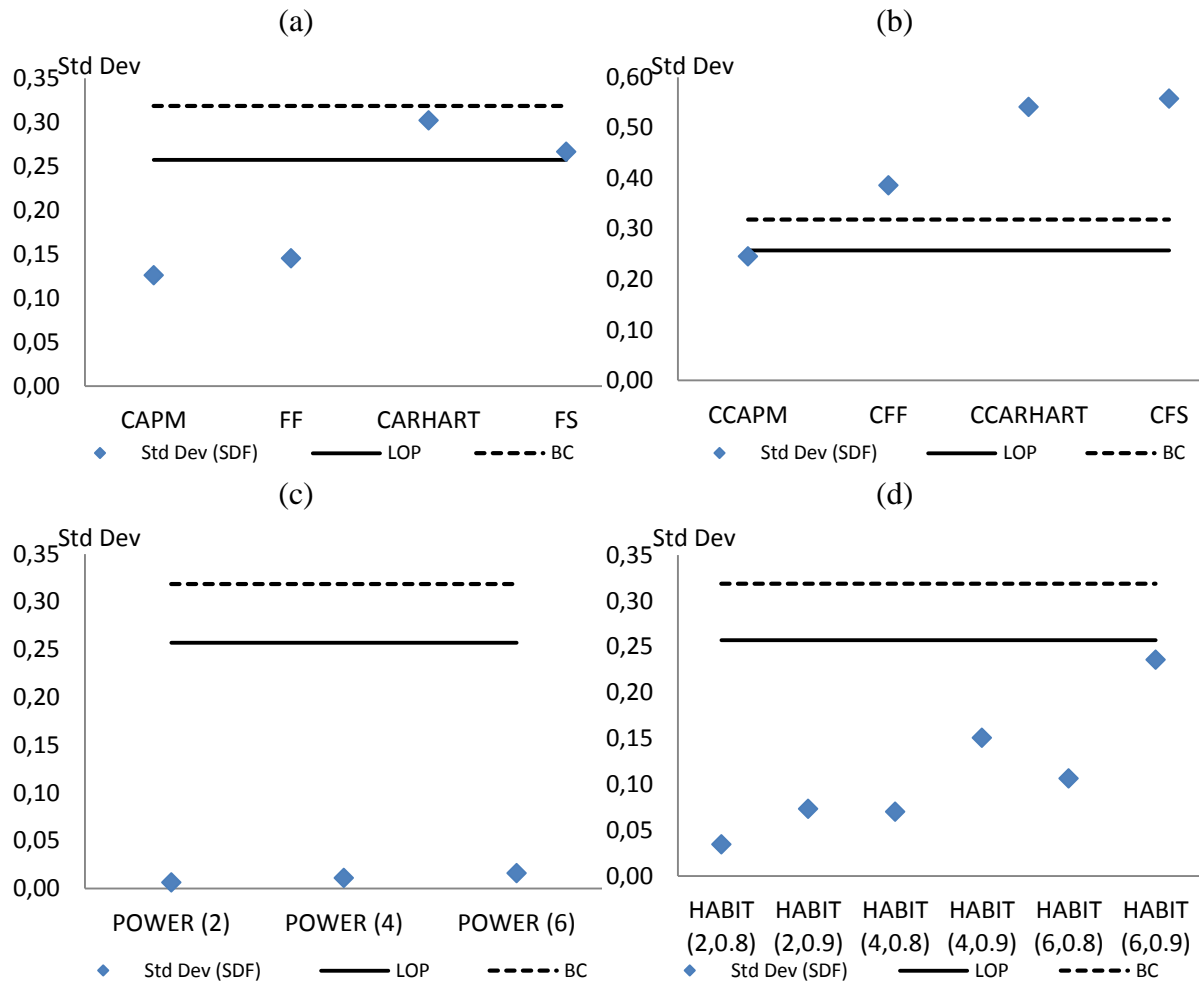 (a)
Std Dev
0,35
0,30
0,25
0,20
0,15
0,10
0,05
0,00
CAPM FF CARHART FS
Std Dev (SDF) LOP BC
(b)
Std Dev
0,60
0,50
0,40
0,30
0,20
0,10
0,00
CCAPM CFF CCARHART CFS
Std Dev (SDF) LOP BC
(c)
Std Dev
0,35
0,30
0,25
0,20
0,15
0,10
0,05
0,00
POWER (2) POWER (4) POWER (6)
Std Dev (SDF) LOP BC
(d)
Std Dev
0,35
0,30
0,25
0,20
0,15
0,10
0,05
0,00
HABIT HABIT HABIT HABIT HABIT HABIT
(2,0.8) (2,0.9) (4,0.8) (4,0.9) (6,0.8) (6,0.9)
Std Dev (SDF) LOP BC